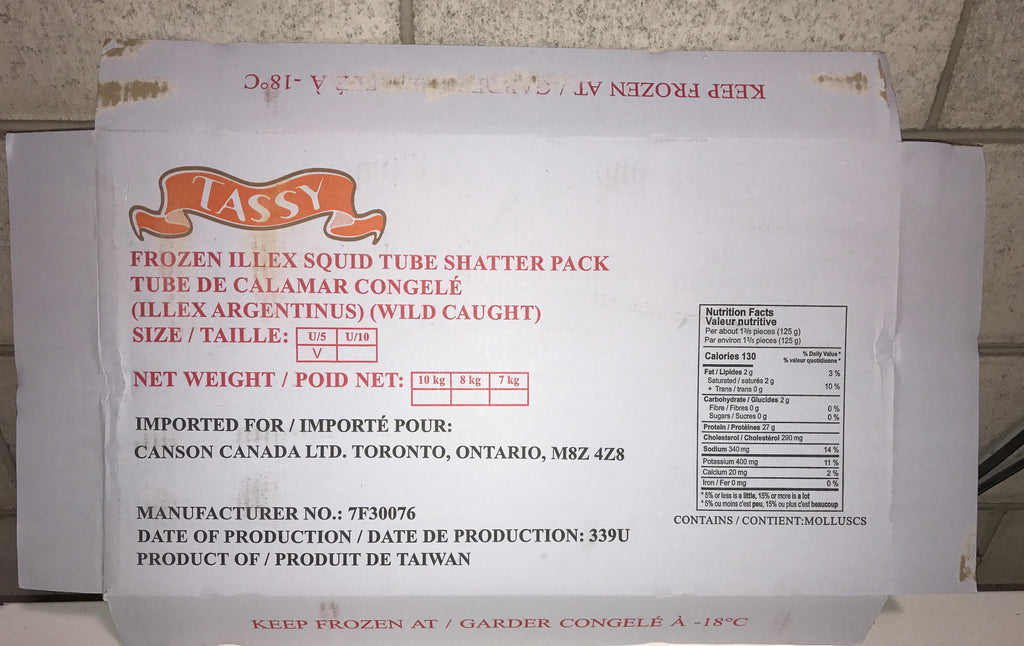 KEEP FROZEN AT / À -18°C
TASSY
FROZEN ILLEX SQUID TUBE SHATTER PACK
TUBE DE CALAMAR CONGELÉ
(ILLEX ARGENTINUS) (WILD CAUGHT)
SIZE / TAILLE: U/5 U/10
V
NET WEIGHT / POID NET: 10 kg 8 kg 7 kg
IMPORTED FOR / IMPORTÉ POUR:
CANSON CANADA LTD. TORONTO, ONTARIO, M8Z 4Z8
MANUFACTURER NO.: 7F30076
DATE OF PRODUCTION / DATE DE PRODUCTION: 339U
PRODUCT OF / PRODUIT DE TAIWAN
Nutrition Facts
Valeur nutritive
Per about pieces (125 g)
Par environ pieces (125 g)
Calories 130 % Daily Value*
% valeur quotidienne*
Fat / Lipides 2 g 3 %
Saturated / saturés 2 g
+ Trans / trans 0 g 10 %
Carbohydrate / Glucides 2 g
Fibre / Fibres 0 g 0 %
Sugars / Sucres 0 g 0 %
Protein / Protéines 27 g
Cholesterol / Cholestérol 290 mg
Sodium 340 mg 14 %
Potassium 400 mg 11 %
Calcium 20 mg 2 %
Iron / Fer 0 mg 0 %
*5% or less is a little, 15% or more is a lot
*5% ou moins c'est peu, 15% ou plus c'est beaucoup
CONTAINS / CONTIENT:MOLLUSCS
KEEP FROZEN AT / GARDER CONGELÉ À -18°C